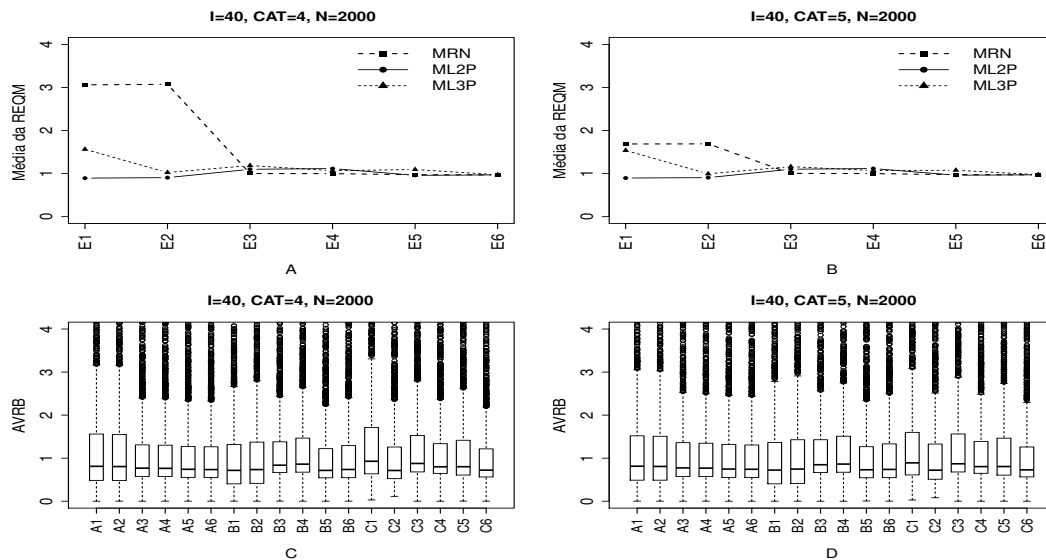 I=40, CAT=4, N=2000
Média da REQM
0 1 2 3 4
MRN
ML2P
ML3P
E1 E2 E3 E4 E5 E6
A
I=40, CAT=5, N=2000
Média da REQM
0 1 2 3 4
MRN
ML2P
ML3P
E1 E2 E3 E4 E5 E6
B
I=40, CAT=4, N=2000
AVRB
0 1 2 3 4
A1 A2 A3 A4 A5 A6 B1 B2 B3 B4 B5 B6 C1 C2 C3 C4 C5 C6
C
I=40, CAT=5, N=2000
AVRB
0 1 2 3 4
A1 A2 A3 A4 A5 A6 B1 B2 B3 B4 B5 B6 C1 C2 C3 C4 C5 C6
D